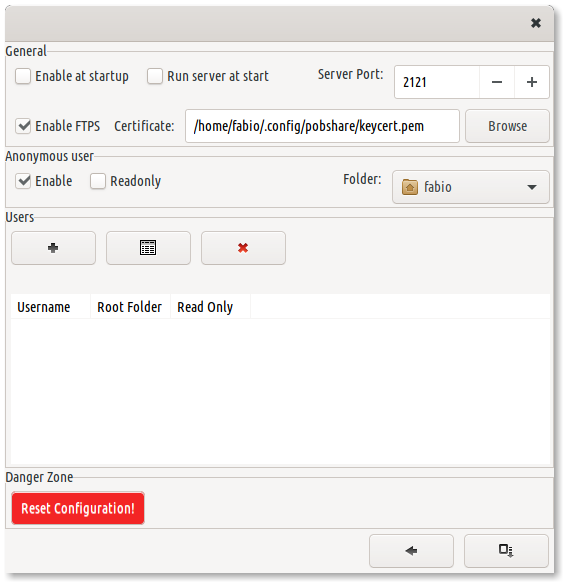 General
Enable at startup Run server at start Server Port: 2121
Enable FTPS Certificate: /home/fabio/.config/pobshare/keycert.pem Browse
Anonymous user
Enable Readonly Folder: fabio
Users
Username Root Folder Read Only
Danger Zone
Reset Configuration!